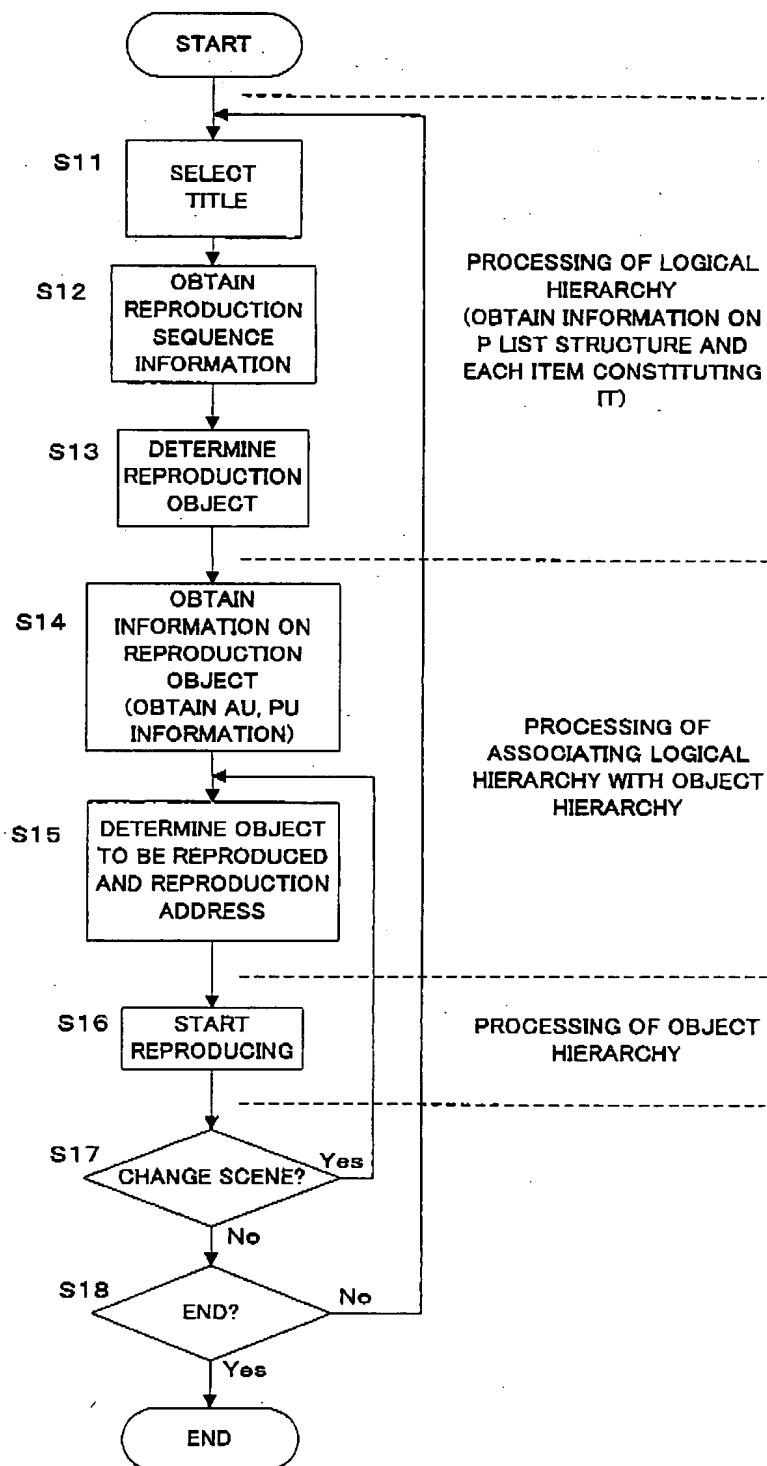 START
S11
SELECT
TITLE
S12
OBTAIN
REPRODUCTION
SEQUENCE
INFORMATION
PROCESSING OF LOGICAL
HIERARCHY
(OBTAIN INFORMATION ON
P LIST STRUCTURE AND
EACH ITEM CONSTITUTING
IT)
S13
DETERMINE
REPRODUCTION
OBJECT
S14
OBTAIN
INFORMATION ON
REPRODUCTION
OBJECT
(OBTAIN AU, PU
INFORMATION)
PROCESSING OF
ASSOCIATING LOGICAL
HIERARCHY WITH OBJECT
HIERARCHY
S15
DETERMINE OBJECT
TO BE REPRODUCED
AND REPRODUCTION
ADDRESS
S16
START
REPRODUCING
PROCESSING OF OBJECT
HIERARCHY
S17
CHANGE SCENE?
Yes
No
S18
END?
No
Yes
END